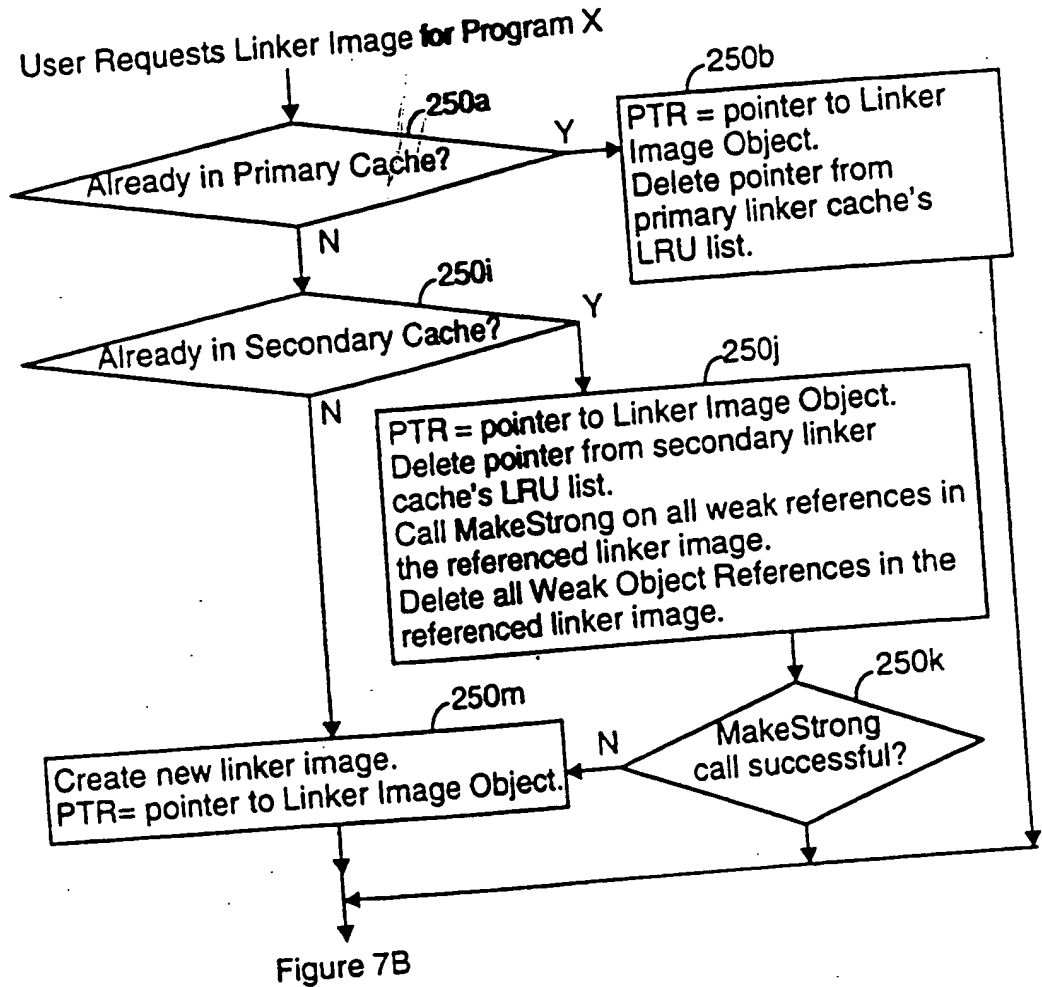 User Requests Linker Image for Program X
250a
Already in Primary Cache?
Y
N
250b
PTR = pointer to Linker
Image Object.
Delete pointer from
primary linker cache's
LRU list.
250i
Already in Secondary Cache?
Y
N
250j
PTR = pointer to Linker Image Object.
Delete pointer from secondary linker
cache's LRU list.
Call MakeStrong on all weak references in
the referenced linker image.
Delete all Weak Object References in the
referenced linker image.
250k
MakeStrong
call successful?
N
250m
Create new linker image.
PTR= pointer to Linker Image Object.
Figure 7B